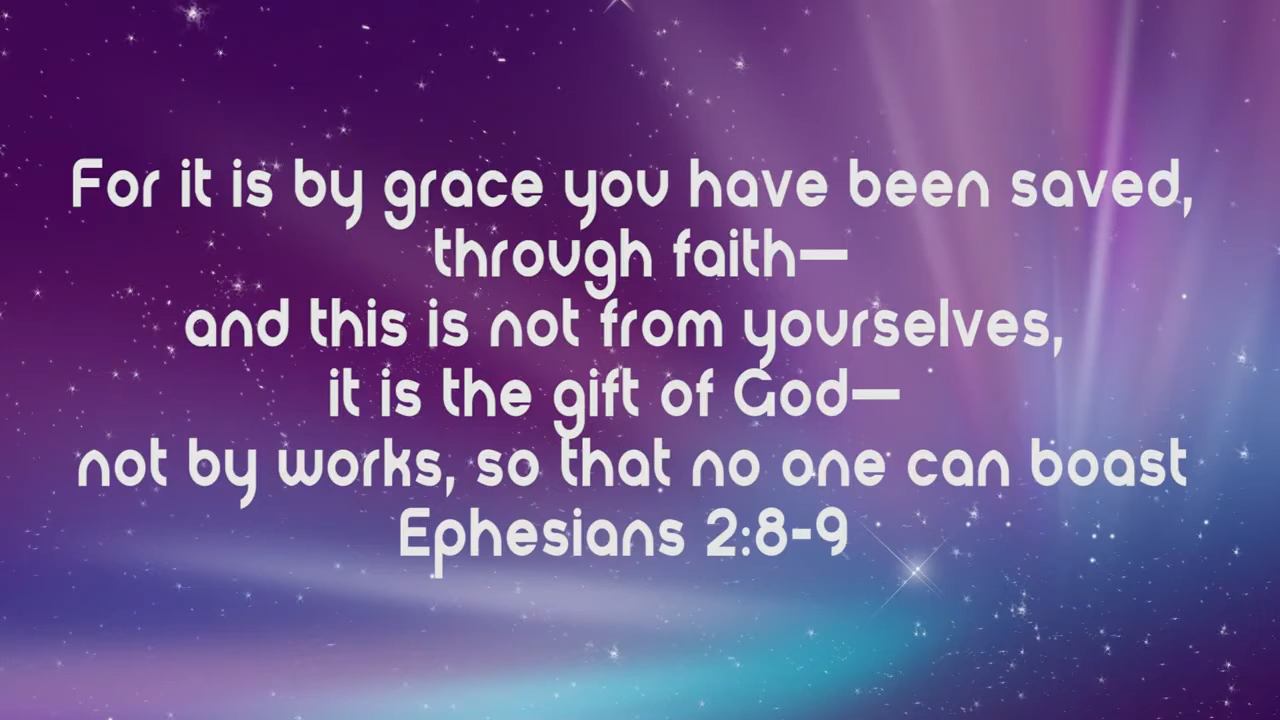 For it is by grace you have been saved,
through faith—
and this is not from yourselves,
it is the gift of God—
not by works, so that no one can boast
Ephesians 2:8-9